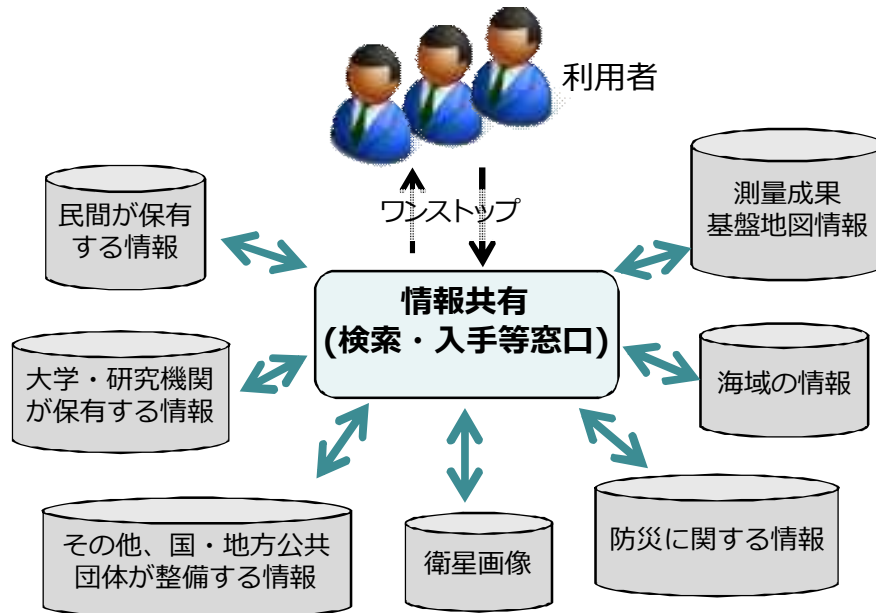 利用者
ワンストップ
民間が保有
する情報
測量成果
基盤地図情報
情報共有
(検索・入手等窓口)
大学・研究機関
が保有する情報
海域の情報
その他、国・地方公共
団体が整備する情報
衛星画像
防災に関する情報